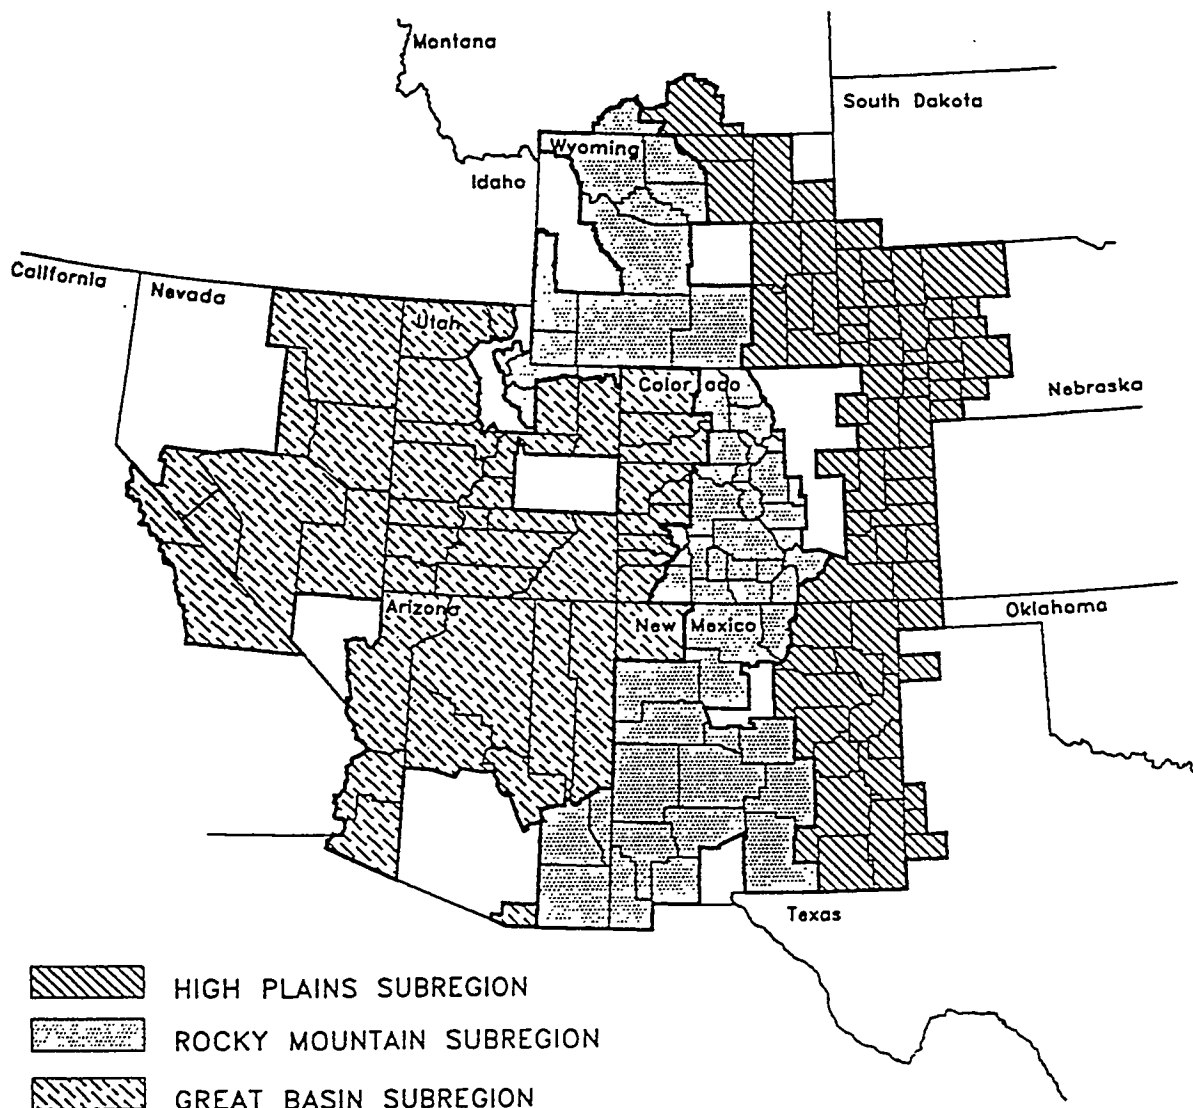 Montana
South Dakota
Wyoming
Idaho
California
Nevada
Utah
Colorado
Nebraska
Arizona
New Mexico
Oklahoma
Texas
HIGH PLAINS SUBREGION
ROCKY MOUNTAIN SUBREGION
GREAT BASIN SUBREGION